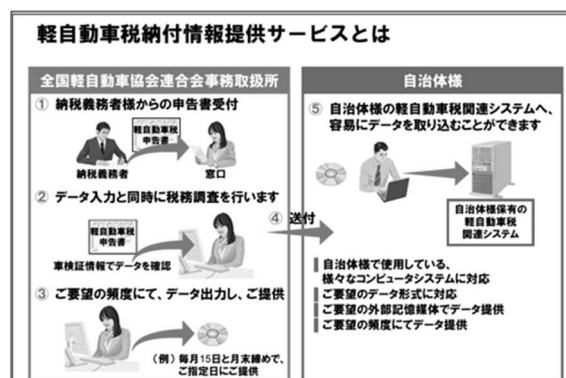 軽自動車税納付情報提供サービスとは
全国軽自動車協会連合会事務取扱所
① 納税義務者様からの申告書受付
軽自動車税
申告書
納税義務者
窓口
② データ入力と同時に税務調査を行います
軽自動車税
申告書
車検証情報でデータを確認
③ ご要望の頻度にて、データ出力し、ご提供
(例) 毎月15日と月末締めで、
ご指定日にご提供
④ 送付
自治体様
⑤ 自治体様の軽自動車税関連システムへ、
容易にデータを取り込むことができます
自治体様保有の
軽自動車税
関連システム
自治体様で使用している、
様々なコンピュータシステムに対応
ご要望のデータ形式に対応
ご要望の外部記憶媒体でデータ提供
ご要望の頻度にてデータ提供